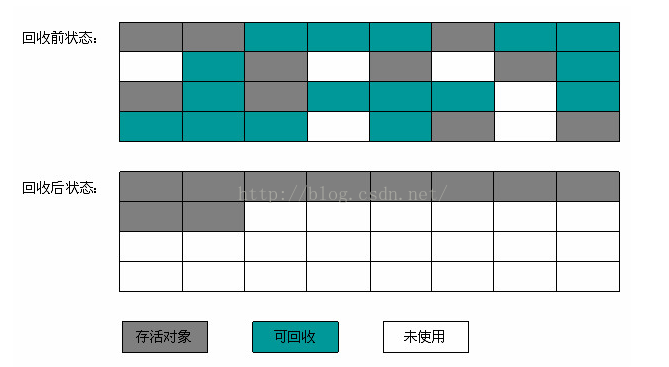 回收前状态：
回收后状态：
http://blog.csdn.net/
存活对象
可回收
未使用